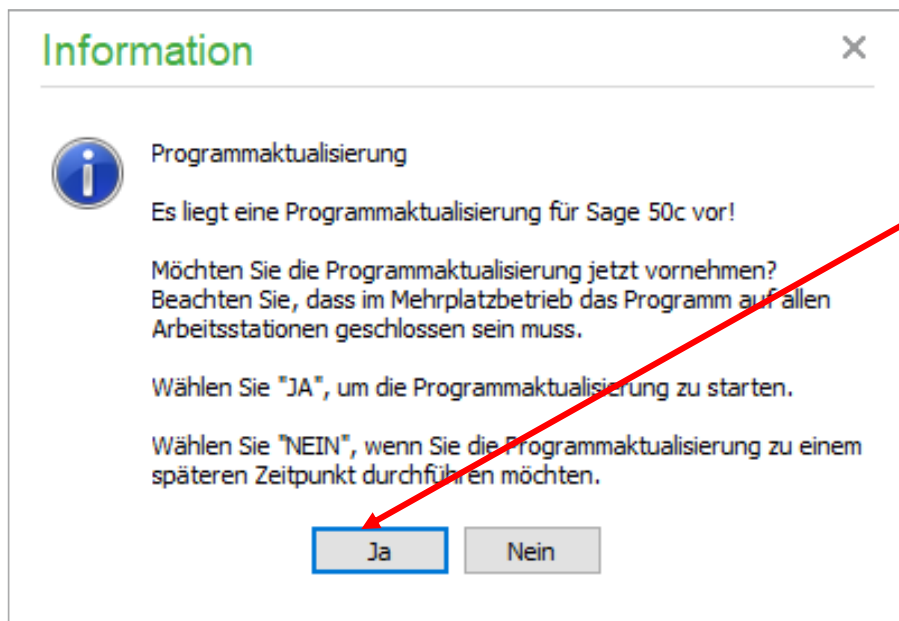 Information
Programmaktualisierung
Es liegt eine Programmaktualisierung für Sage 50c vor!
Möchten Sie die Programmaktualisierung jetzt vornehmen?
Beachten Sie, dass im Mehrplatzbetrieb das Programm auf allen
Arbeitsstationen geschlossen sein muss.
Wählen Sie "JA", um die Programmaktualisierung zu starten.
Wählen Sie "NEIN", wenn Sie die Programmaktualisierung zu einem
späteren Zeitpunkt durchführen möchten.
Ja Nein